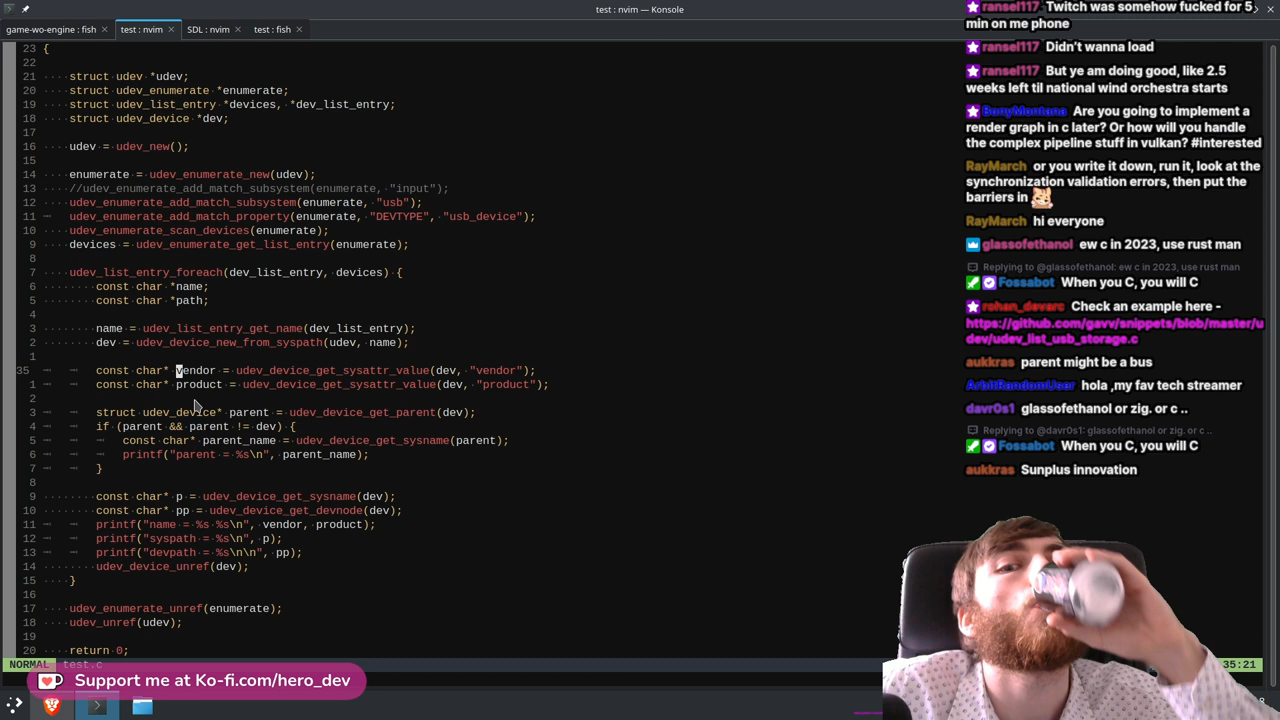 test : nvim — Konsole
game-wo-engine : fish
test : nvim
SDL : nvim
test : fish
23 {
22
21 struct udev *udev;
20 struct udev_enumerate *enumerate;
19 struct udev_list_entry *devices, *dev_list_entry;
18 struct udev_device *dev;
17
16 udev = udev_new();
15
14 enumerate = udev_enumerate_new(udev);
13 //udev_enumerate_add_match_subsystem(enumerate, "input");
12 udev_enumerate_add_match_subsystem(enumerate, "usb");
11 udev_enumerate_add_match_property(enumerate, "DEVTYPE", "usb_device");
10 udev_enumerate_scan_devices(enumerate);
9 devices = udev_enumerate_get_list_entry(enumerate);
8
7 udev_list_entry_foreach(dev_list_entry, devices) {
6 const char *name;
5 const char *path;
4
3 name = udev_list_entry_get_name(dev_list_entry);
2 dev = udev_device_new_from_syspath(udev, name);
1
35 const char* vendor = udev_device_get_sysattr_value(dev, "vendor");
1 const char* product = udev_device_get_sysattr_value(dev, "product");
2
3 struct udev_device* parent = udev_device_get_parent(dev);
4 if (parent && parent != dev) {
5 const char* parent_name = udev_device_get_sysname(parent);
6 printf("parent = %s\n", parent_name);
7 }
8
9 const char* p = udev_device_get_sysname(dev);
10 const char* pp = udev_device_get_devnode(dev);
11 printf("name = %s %s\n", vendor, product);
12 printf("syspath = %s\n", p);
13 printf("devpath = %s\n\n", pp);
14 udev_device_unref(dev);
15 }
16
17 udev_enumerate_unref(enumerate);
18 udev_unref(udev);
19
20 return 0;
NORMAL test.c 35:21
Support me at Ko-fi.com/hero_dev
ransel117 Twitch was somehow fucked for 5
min on me phone
ransel117 Didn't wanna load
ransel117 But ye am doing good, like 2.5
weeks left til national wind orchestra starts
BonyMontana Are you going to implement a
render graph in c later? Or how will you handle
the complex pipeline stuff in vulkan? #interested
RayMarch or you write it down, run it, look at the
synchronization validation errors, then put the
barriers in
RayMarch hi everyone
glassofethanol ew c in 2023, use rust man
Replying to @glassofethanol: ew c in 2023, use rust man
Fossabot When you C, you will C
rohan_devarc Check an example here -
https://github.com/gavv/snippets/blob/master/u
dev/udev_list_usb_storage.c
aukkras parent might be a bus
ArbitRandomUser hola ,my fav tech streamer
davr0s1 glassofethanol or zig. or c ..
Replying to @davr0s1: glassofethanol or zig. or c ..
Fossabot When you C, you will C
aukkras Sunplus innovation